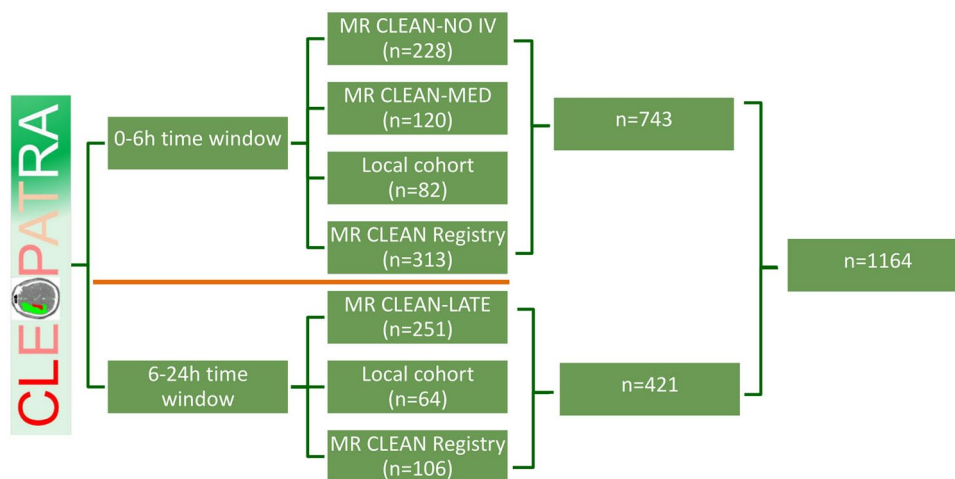 CLEOPATRA
0-6h time window
MR CLEAN-NO IV
(n=228)
MR CLEAN-MED
(n=120)
Local cohort
(n=82)
MR CLEAN Registry
(n=313)
n=743
6-24h time
window
MR CLEAN-LATE
(n=251)
Local cohort
(n=64)
MR CLEAN Registry
(n=106)
n=421
n=1164